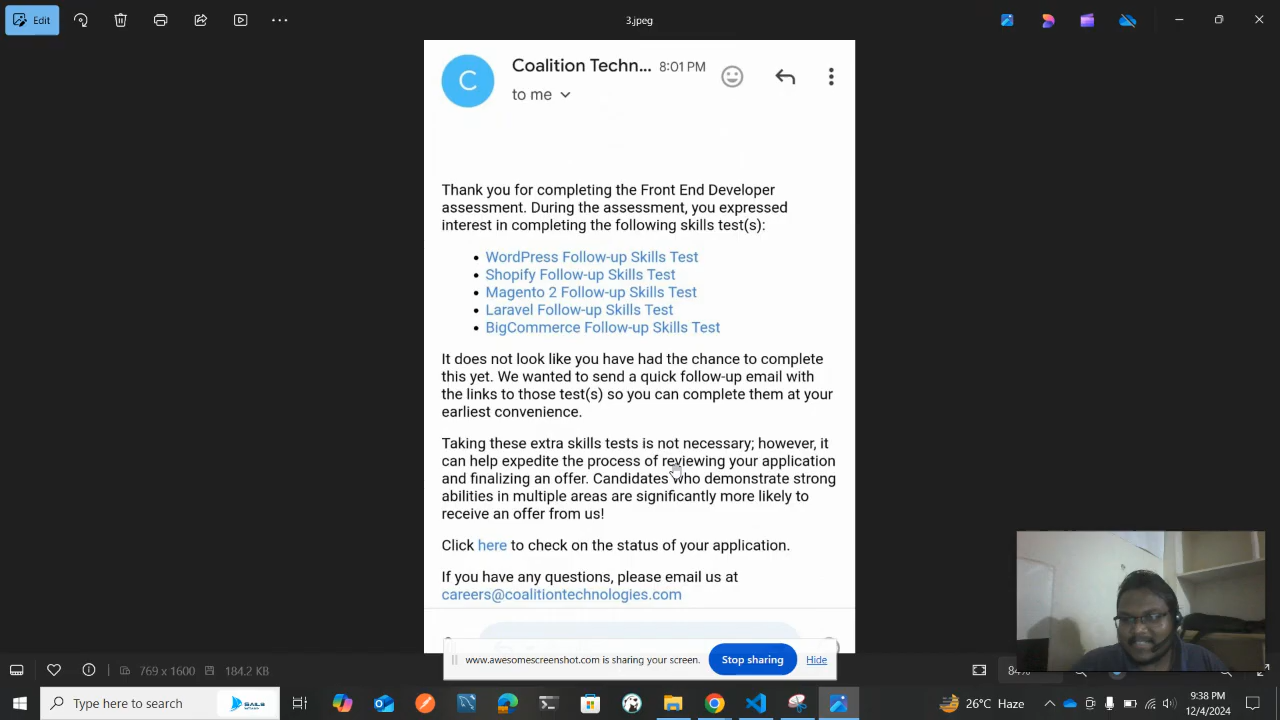 Edit
3.jpeg
C
Coalition Techn... 8:01 PM
to me
Thank you for completing the Front End Developer
assessment. During the assessment, you expressed
interest in completing the following skills test(s):
• WordPress Follow-up Skills Test
• Shopify Follow-up Skills Test
• Magento 2 Follow-up Skills Test
• Laravel Follow-up Skills Test
• BigCommerce Follow-up Skills Test
It does not look like you have had the chance to complete
this yet. We wanted to send a quick follow-up email with
the links to those test(s) so you can complete them at your
earliest convenience.
Taking these extra skills tests is not necessary; however, it
can help expedite the process of reviewing your application
and finalizing an offer. Candidates who demonstrate strong
abilities in multiple areas are significantly more likely to
receive an offer from us!
Click here to check on the status of your application.
If you have any questions, please email us at
careers@coalitiontechnologies.com
www.awesomescreenshot.com is sharing your screen.
Stop sharing
Hide
769 x 1600
184.2 KB
Type here to search
26°C Haze
9:38 PM
12/4/2024